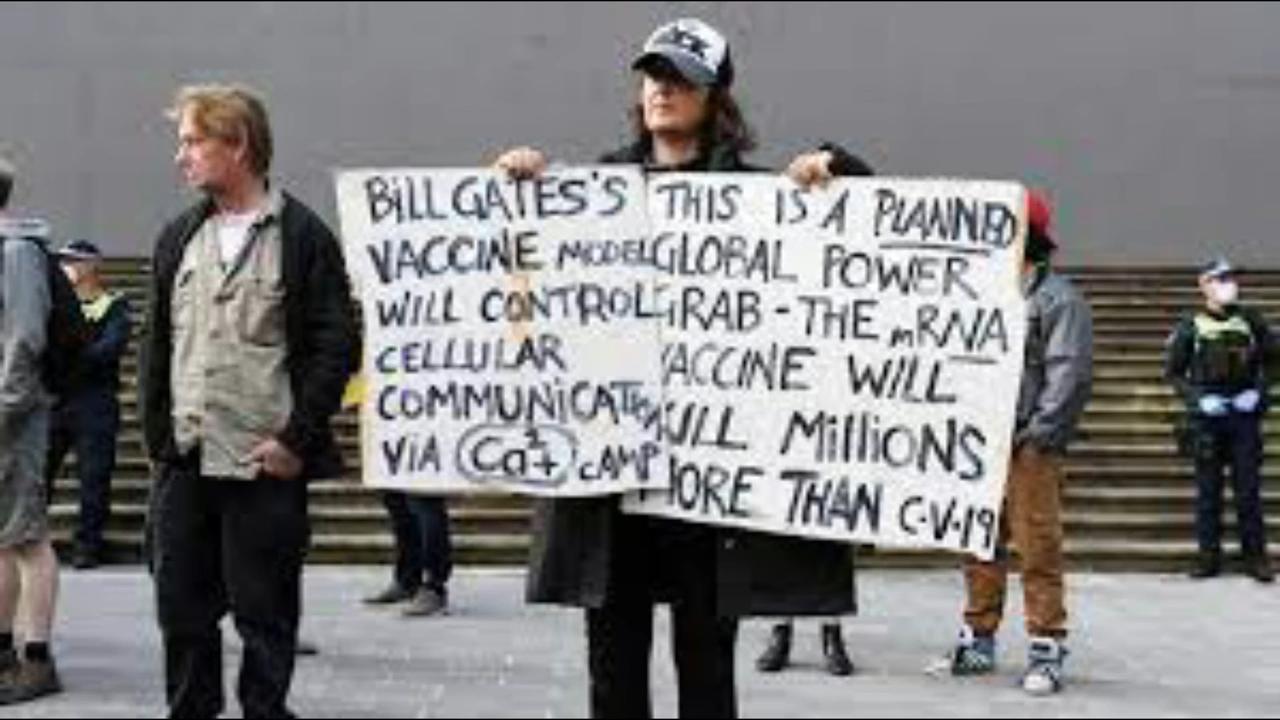 BiLL GATES'S
VACCINE MODEL
WiLL CONTROL
CELLULAR
COMMUNiCATiON
ViA Ca2+ cAMP
THIS IS A PLANNED
GLOBAL POWER
GRAB - THE mRNA
VACCINE WiLL
KILL MillioNS
MORE THAN C-V-19